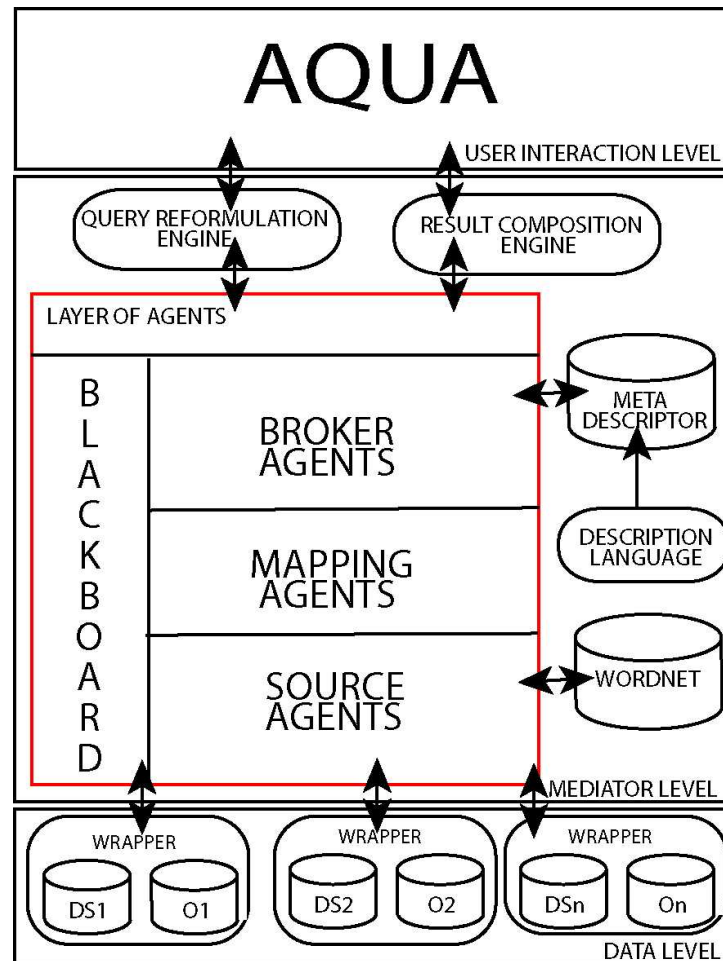 AQUA
USER INTERACTION LEVEL
QUERY REFORMULATION
ENGINE
RESULT COMPOSITION
ENGINE
LAYER OF AGENTS
BLACKBOARD
BROKER
AGENTS
META
DESCRIPTOR
MAPPING
AGENTS
DESCRIPTION
LANGUAGE
SOURCE
AGENTS
WORDNET
MEDIATOR LEVEL
WRAPPER
DS1
O1
WRAPPER
DS2
O2
WRAPPER
DSn
On
DATA LEVEL